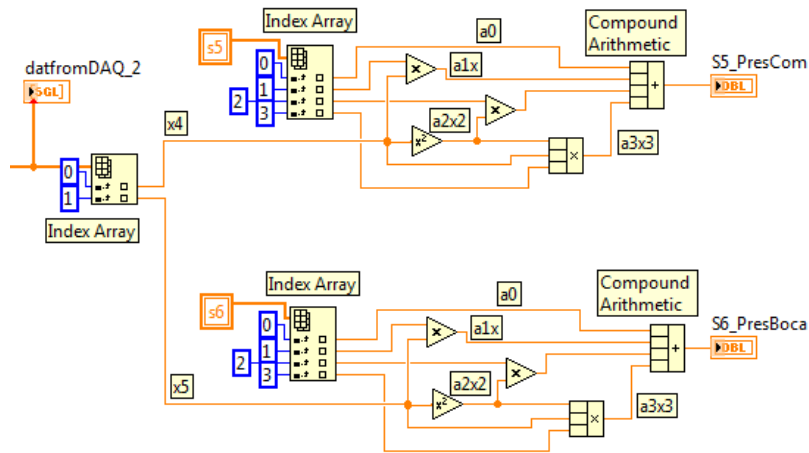 Index Array
Compound
Arithmetic
s5
a0
S5_PresCom
datfromDAQ_2
0
×
a1x
+
DBL
SGL]
1
2
×
3
x4
x²
a2x2
×
a3x3
0
1
Index Array
Index Array
Compound
Arithmetic
a0
s6
S6_PresBoca
0
×
a1x
+
DBL
1
2
×
3
x5
a2x2
x²
×
a3x3